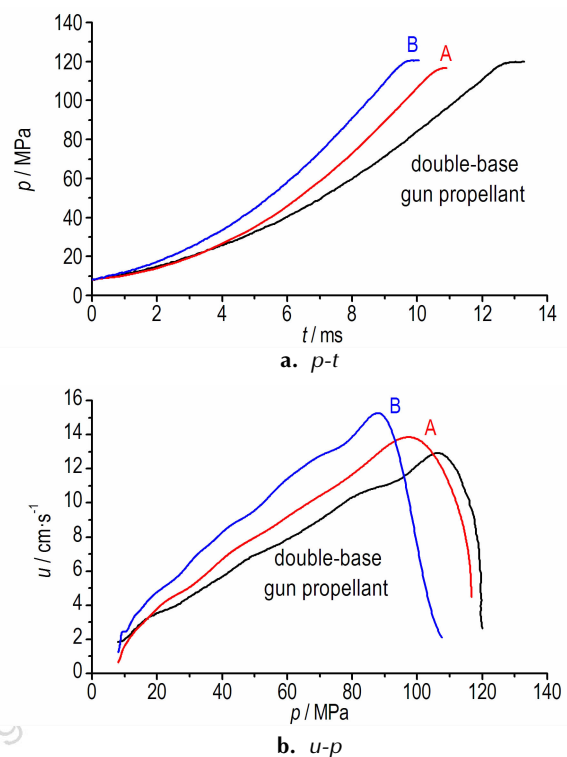 140
120
100
80
60
40
20
0
p / MPa
B
A
double-base
gun propellant
0 2 4 6 8 10 12 14
t / ms
a. p-t
16
14
12
10
8
6
4
2
0
u / cm·s⁻¹
B
A
double-base
gun propellant
0 20 40 60 80 100 120 140
p / MPa
b. u-p